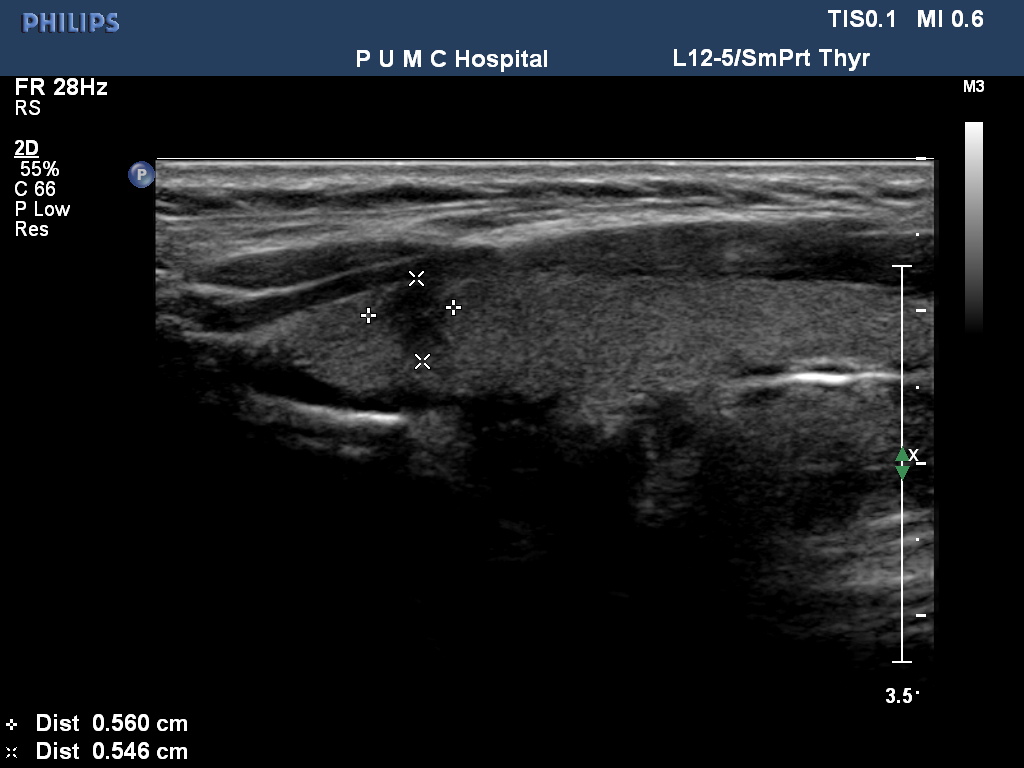 PHILIPS
TIS0.1 MI 0.6
P U M C Hospital
L12-5/SmPrt Thyr
FR 28Hz
RS
M3
2D
55%
C 66
P Low
Res
P
X
3.5
Dist 0.560 cm
Dist 0.546 cm